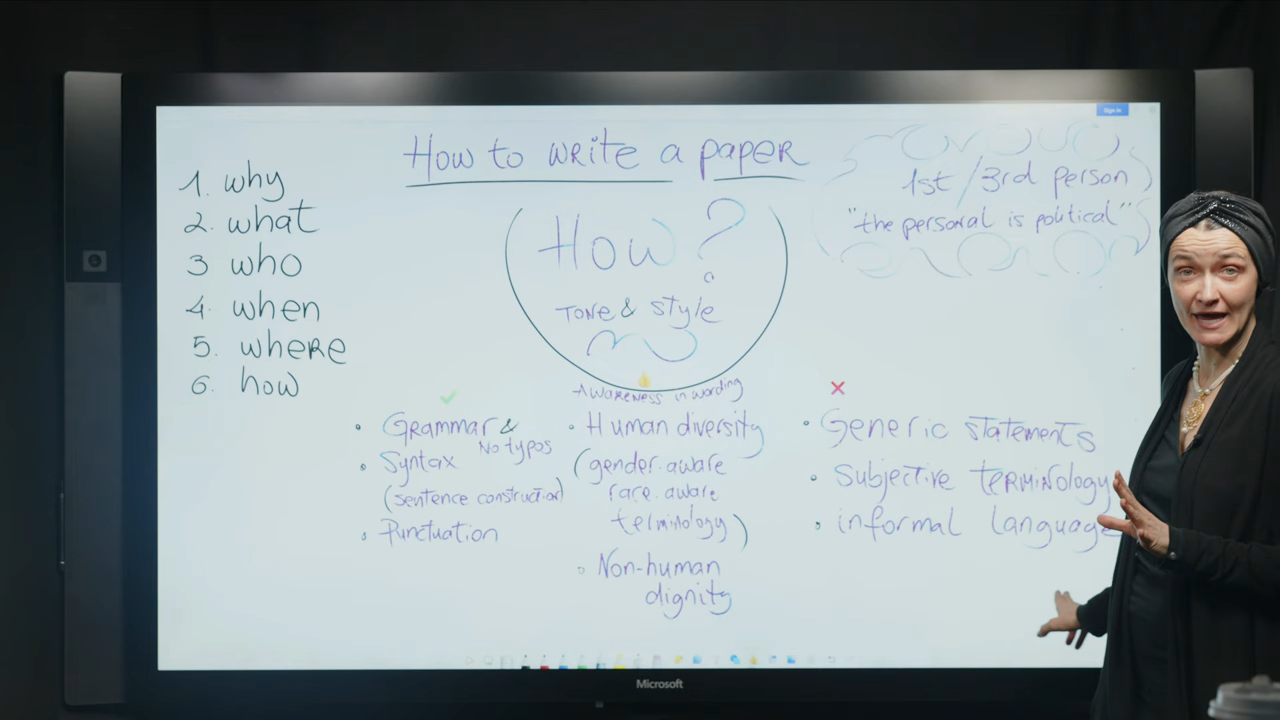 How to write a paper
1. why
2. what
3 who
4. when
5. where
6. how
How?
Tone & style
1st/3rd person
"the personal is political"
Awareness in wording
• Grammar &
No typos
• Syntax
(sentence construction)
• Punctuation
• Human diversity
(gender.aware
race.aware
terminology)
• Non-human
dignity
• Generic statements
• subjective terminology
• informal language
Sign in
Microsoft